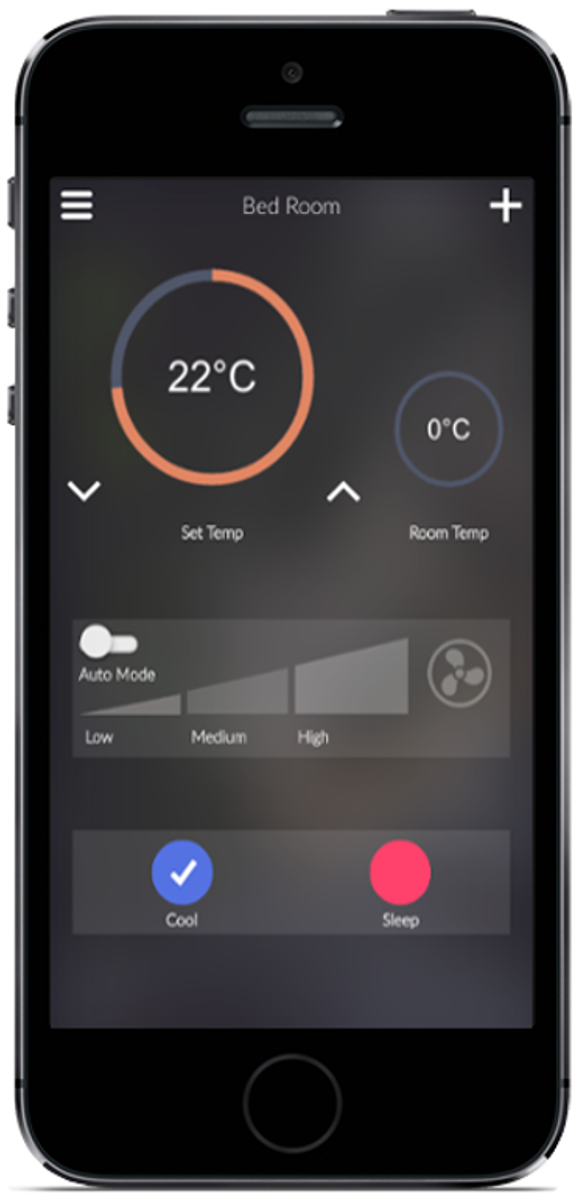 Bed Room
22°C
0°C
Set Temp
Room Temp
Auto Mode
Low
Medium
High
Cool
Sleep